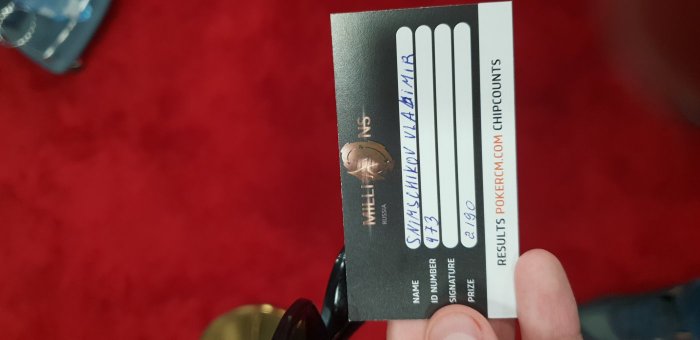 MILLIONS
RUSSIA
NAME SNIMSCHIKOV VLADIMIR
ID NUMBER 473
SIGNATURE
PRIZE 2190
RESULTS POKERCM.COM CHIPCOUNTS